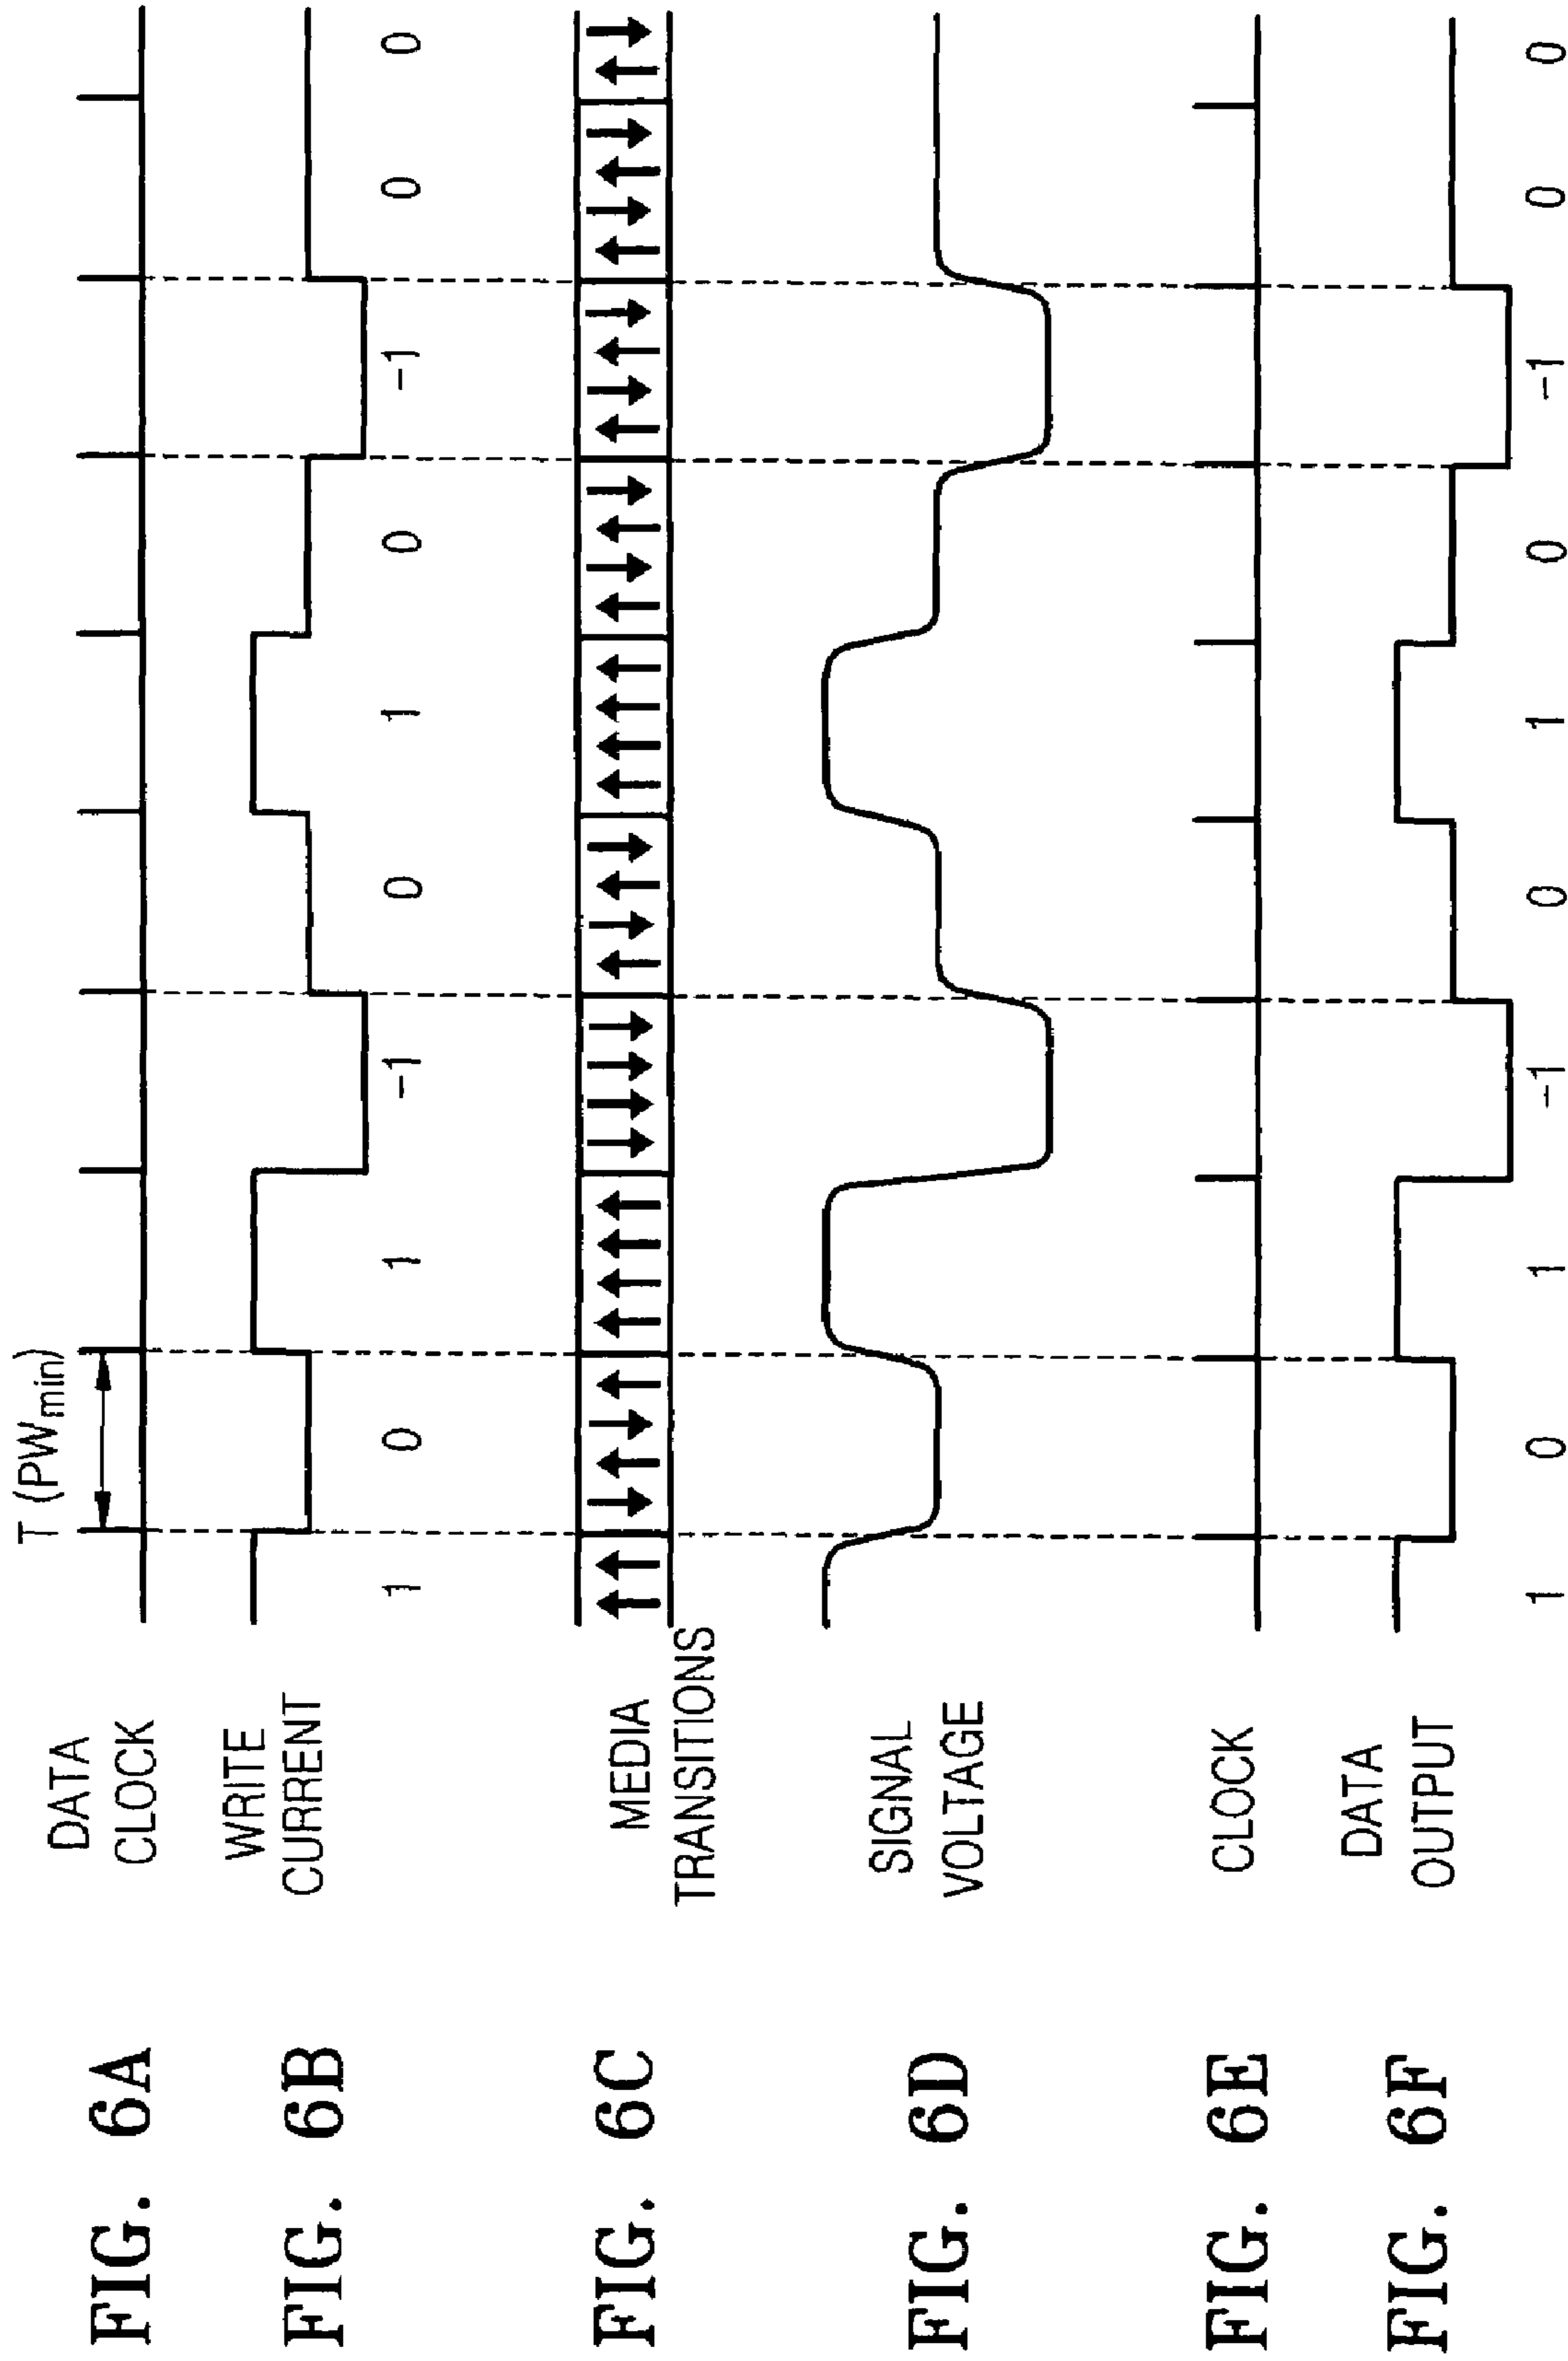 T (PWmin)
FIG. 6A
DATA
CLOCK
FIG. 6B
WRITE
CURRENT
1 0 1 -1 0 1 0 -1 0 0
FIG. 6C
MEDIA
TRANSITIONS
FIG. 6D
SIGNAL
VOLTAGE
FIG. 6E
CLOCK
FIG. 6F
DATA
OUTPUT
1 0 1 -1 0 1 0 -1 0 0